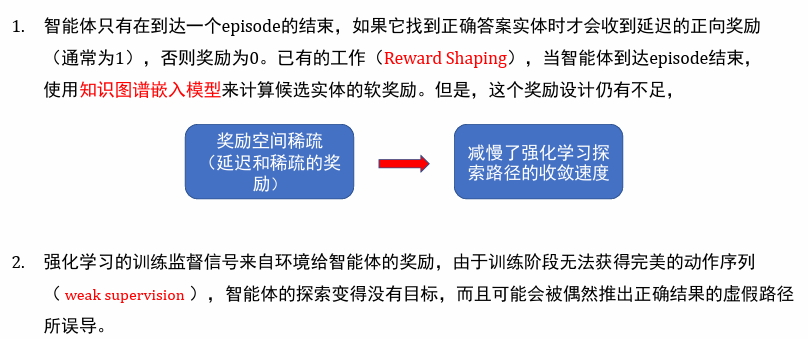 1. 智能体只有在到达一个episode的结束，如果它找到正确答案实体时才会收到延迟的正向奖励
（通常为1），否则奖励为0。已有的工作（Reward Shaping），当智能体到达episode结束，
使用知识图谱嵌入模型来计算候选实体的软奖励。但是，这个奖励设计仍有不足，
奖励空间稀疏
（延迟和稀疏的奖
励）
减慢了强化学习探
索路径的收敛速度
2. 强化学习的训练监督信号来自环境给智能体的奖励，由于训练阶段无法获得完美的动作序列
（ weak supervision ），智能体的探索变得没有目标，而且可能会被偶然推出正确结果的虚假路径
所误导。